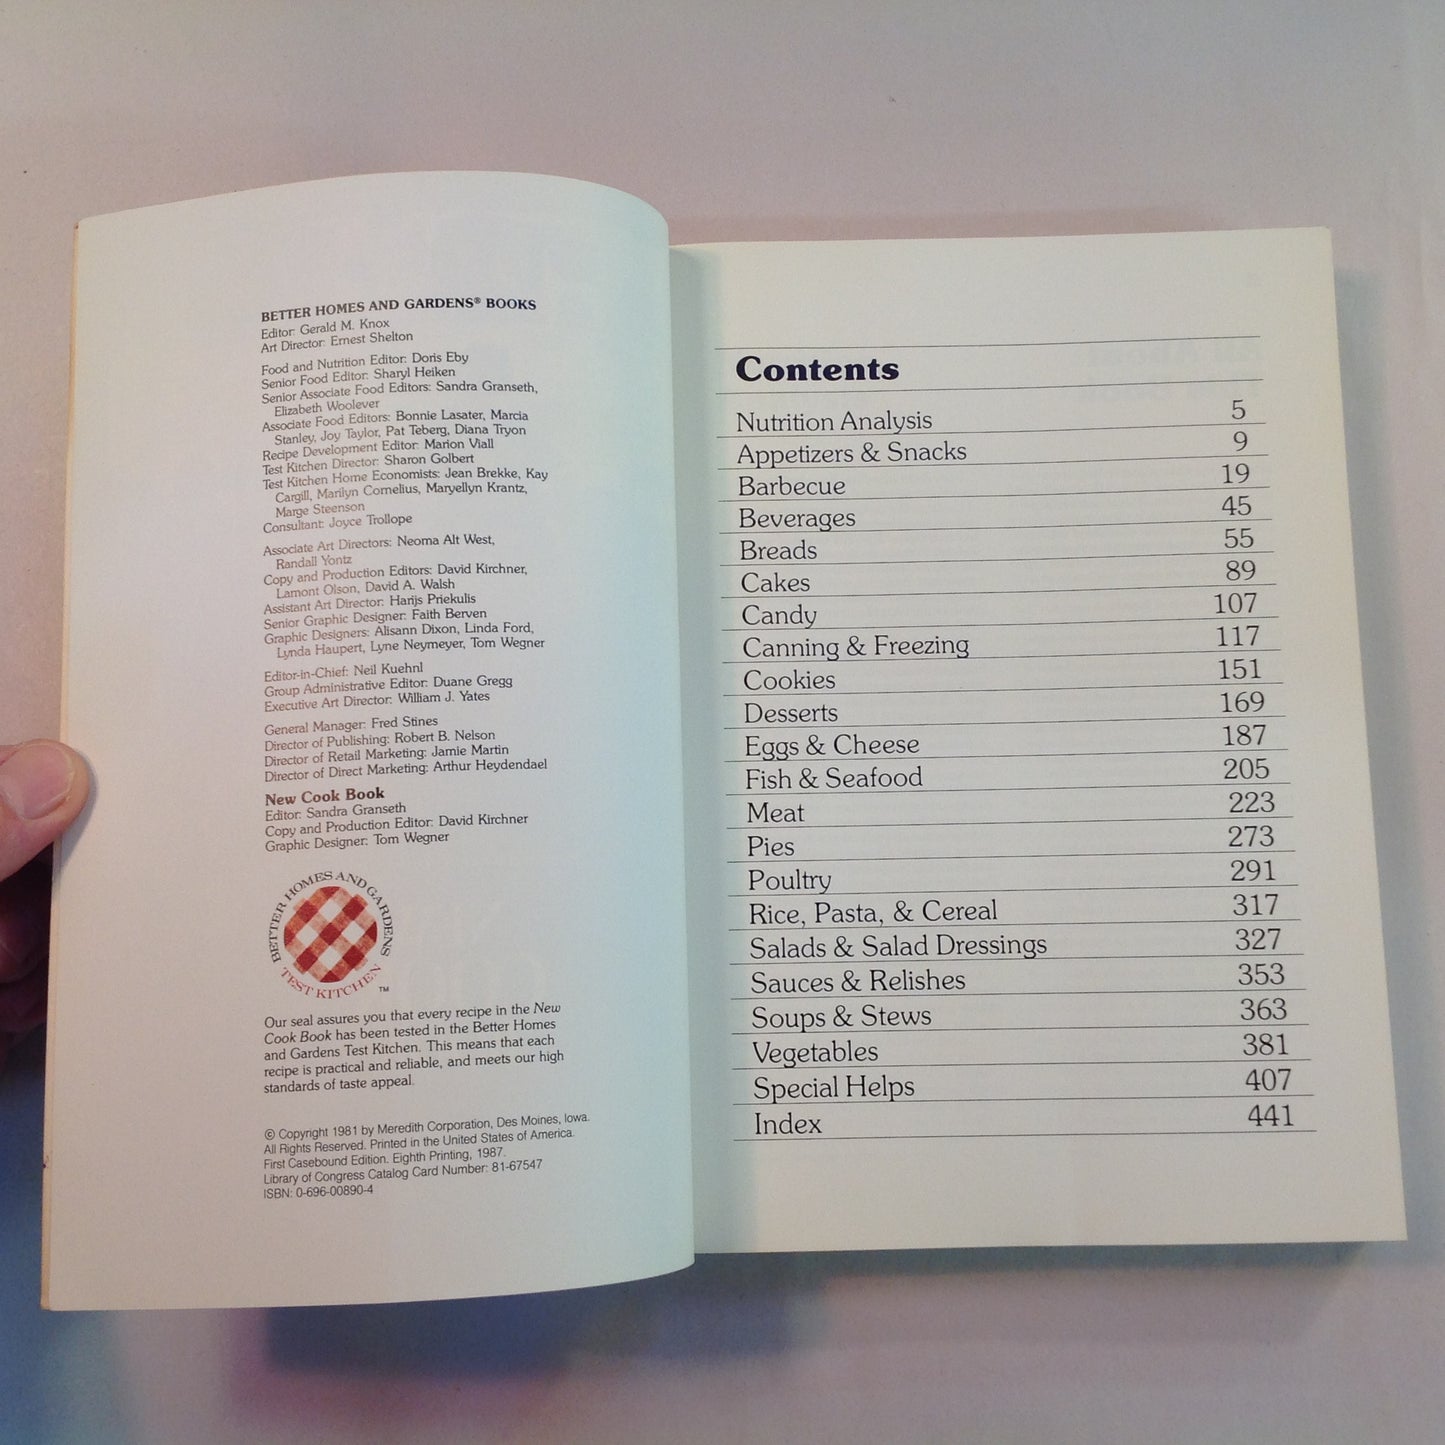 BETTER HOMES AND GARDENS® BOOKS
Editor: Gerald M. Knox
Art Director: Ernest Shelton
Food and Nutrition Editor: Doris Eby
Senior Food Editor: Sharyl Heiken
Senior Associate Food Editors: Sandra Granseth,
Elizabeth Woolever
Associate Food Editors: Bonnie Lasater, Marcia
Stanley, Joy Taylor, Pat Teberg, Diana Tryon
Recipe Development Editor: Marion Viall
Test Kitchen Director: Sharon Golbert
Test Kitchen Home Economists: Jean Brekke, Kay
Cargill, Marilyn Cornelius, Maryellyn Krantz,
Marge Steenson
Consultant: Joyce Trollope
Associate Art Directors: Neoma Alt West,
Randall Yontz
Copy and Production Editors: David Kirchner,
Lamont Olson, David A. Walsh
Assistant Art Director: Harijs Priekulis
Senior Graphic Designer: Faith Berven
Graphic Designers: Alisann Dixon, Linda Ford,
Lynda Haupert, Lyne Neymeyer, Tom Wegner
Editor-in-Chief: Neil Kuehnl
Group Administrative Editor: Duane Gregg
Executive Art Director: William J. Yates
General Manager: Fred Stines
Director of Publishing: Robert B. Nelson
Director of Retail Marketing: Jamie Martin
Director of Direct Marketing: Arthur Heydendael
New Cook Book
Editor: Sandra Granseth
Copy and Production Editor: David Kirchner
Graphic Designer: Tom Wegner
BETTER HOMES AND GARDENS
TEST KITCHEN ™
Our seal assures you that every recipe in the New
Cook Book has been tested in the Better Homes
and Gardens Test Kitchen. This means that each
recipe is practical and reliable, and meets our high
standards of taste appeal.
© Copyright 1981 by Meredith Corporation, Des Moines, Iowa.
All Rights Reserved. Printed in the United States of America.
First Casebound Edition. Eighth Printing, 1987.
Library of Congress Catalog Card Number: 81-67547
ISBN: 0-696-00890-4
Contents
Nutrition Analysis 5
Appetizers & Snacks 9
Barbecue 19
Beverages 45
Breads 55
Cakes 89
Candy 107
Canning & Freezing 117
Cookies 151
Desserts 169
Eggs & Cheese 187
Fish & Seafood 205
Meat 223
Pies 273
Poultry 291
Rice, Pasta, & Cereal 317
Salads & Salad Dressings 327
Sauces & Relishes 353
Soups & Stews 363
Vegetables 381
Special Helps 407
Index 441